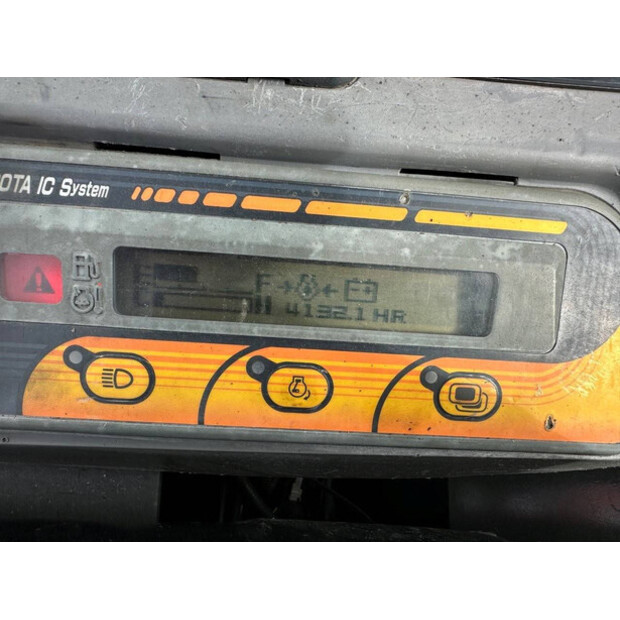 OTA IC System
F
4132.1 HR